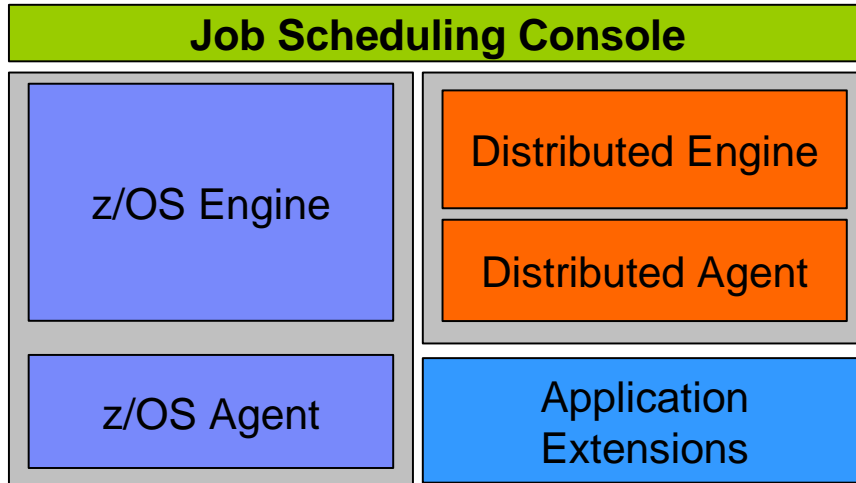 Job Scheduling Console
z/OS Engine
z/OS Agent
Distributed Engine
Distributed Agent
Application
Extensions